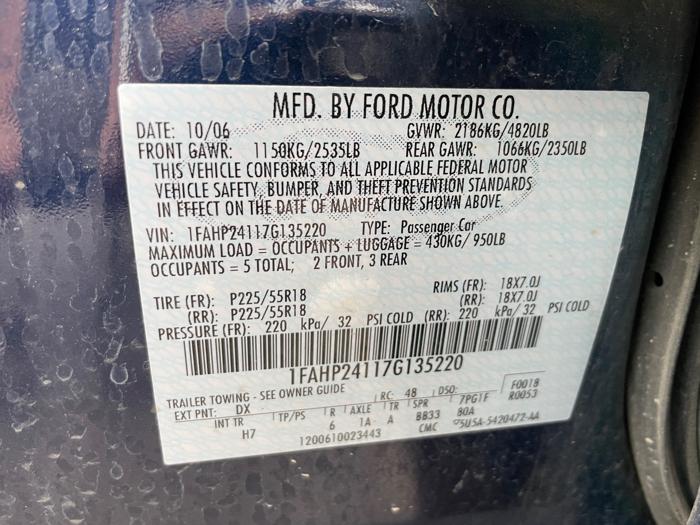 MFD. BY FORD MOTOR CO.
DATE: 10/06 GVWR: 2186KG/4820LB
FRONT GAWR: 1150KG/2535LB REAR GAWR: 1066KG/2350LB
THIS VEHICLE CONFORMS TO ALL APPLICABLE FEDERAL MOTOR
VEHICLE SAFETY, BUMPER, AND THEFT PREVENTION STANDARDS
IN EFFECT ON THE DATE OF MANUFACTURE SHOWN ABOVE.
VIN: 1FAHP24117G135220 TYPE: Passenger Car
MAXIMUM LOAD = OCCUPANTS + LUGGAGE = 430KG/ 950LB
OCCUPANTS = 5 TOTAL; 2 FRONT, 3 REAR
TIRE (FR): P225/55R18 RIMS (FR): 18X7.0J
(RR): P225/55R18 (RR): 18X7.0J
PRESSURE (FR): 220 kPa/ 32 PSI COLD (RR): 220 kPa/ 32 PSI COLD
1FAHP24117G135220
TRAILER TOWING - SEE OWNER GUIDE RC: 48 DSO: F0018
EXT PNT: DX R0053
INT TR TP/PS R AXLE TR SPR 7PG1F
H7 6 1A A BB33 80A
1200610023443 CMC 5U5A-5420472-AA